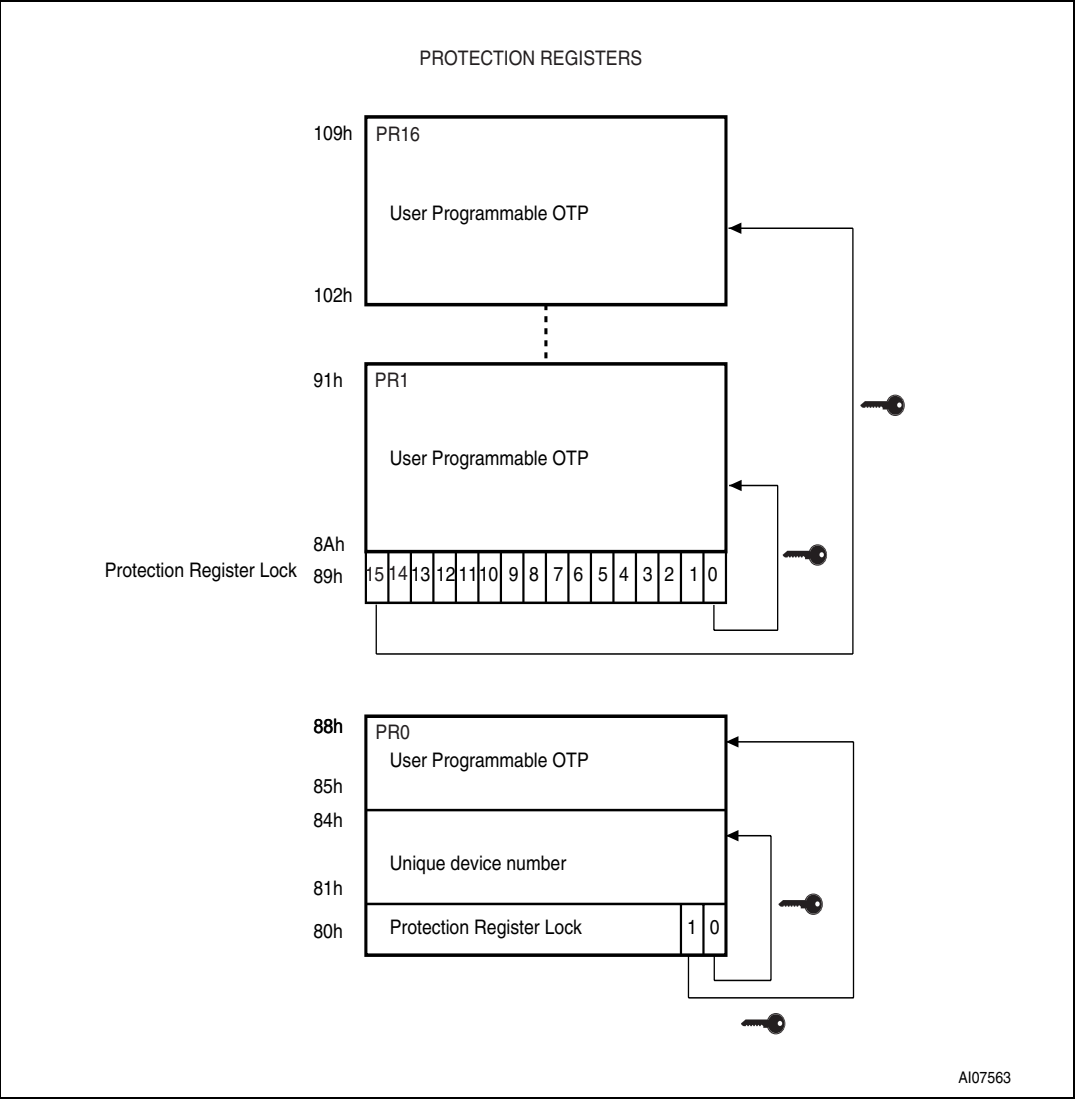 PROTECTION REGISTERS
109h PR16
User Programmable OTP
102h
91h PR1
User Programmable OTP
8Ah
Protection Register Lock 89h 15 14 13 12 11 10 9 8 7 6 5 4 3 2 1 0
88h PR0
User Programmable OTP
85h
84h
Unique device number
81h
80h Protection Register Lock 1 0
AI07563